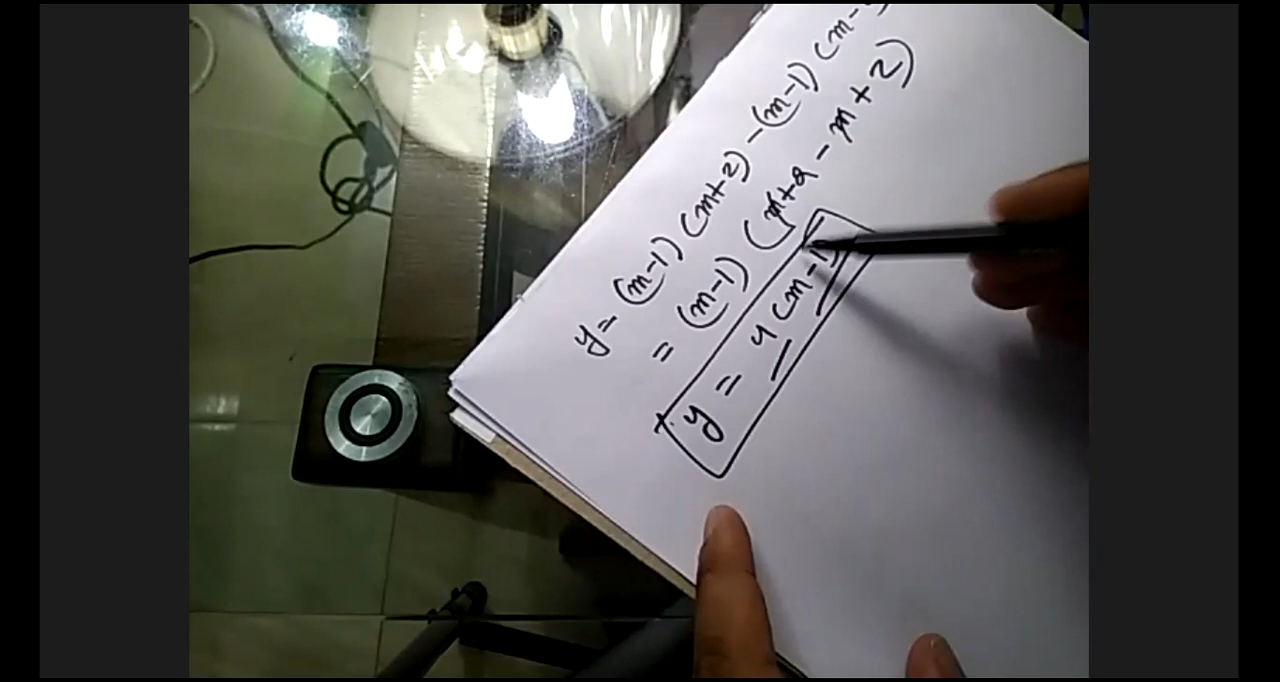 y = (m-1) (m+2) - (m-1) (m-
= (m-1) (m+2 - m + 2)
y = 4 (m-1)